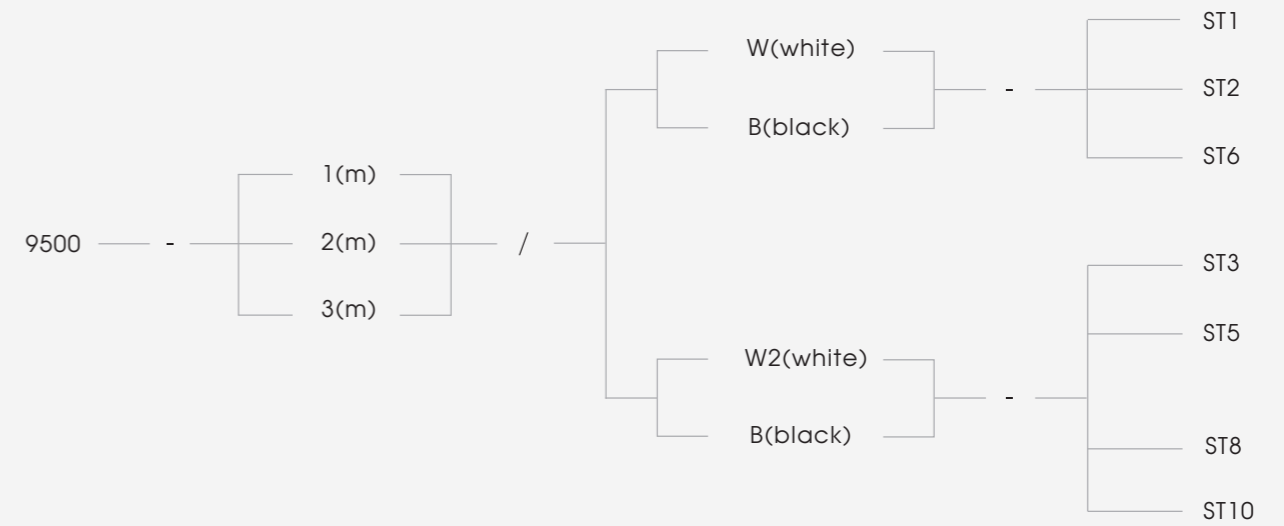 9500
-
1(m)
2(m)
3(m)
/
W(white)
B(black)
-
ST1
ST2
ST6
W2(white)
B(black)
-
ST3
ST5
ST8
ST10